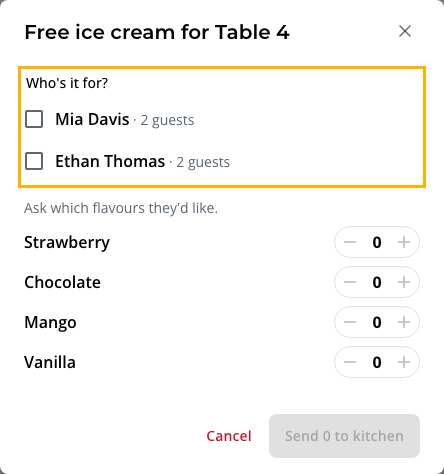 Free ice cream for Table 4
Who's it for?
Mia Davis · 2 guests
Ethan Thomas · 2 guests
Ask which flavours they'd like.
Strawberry 0
Chocolate 0
Mango 0
Vanilla 0
Cancel Send 0 to kitchen